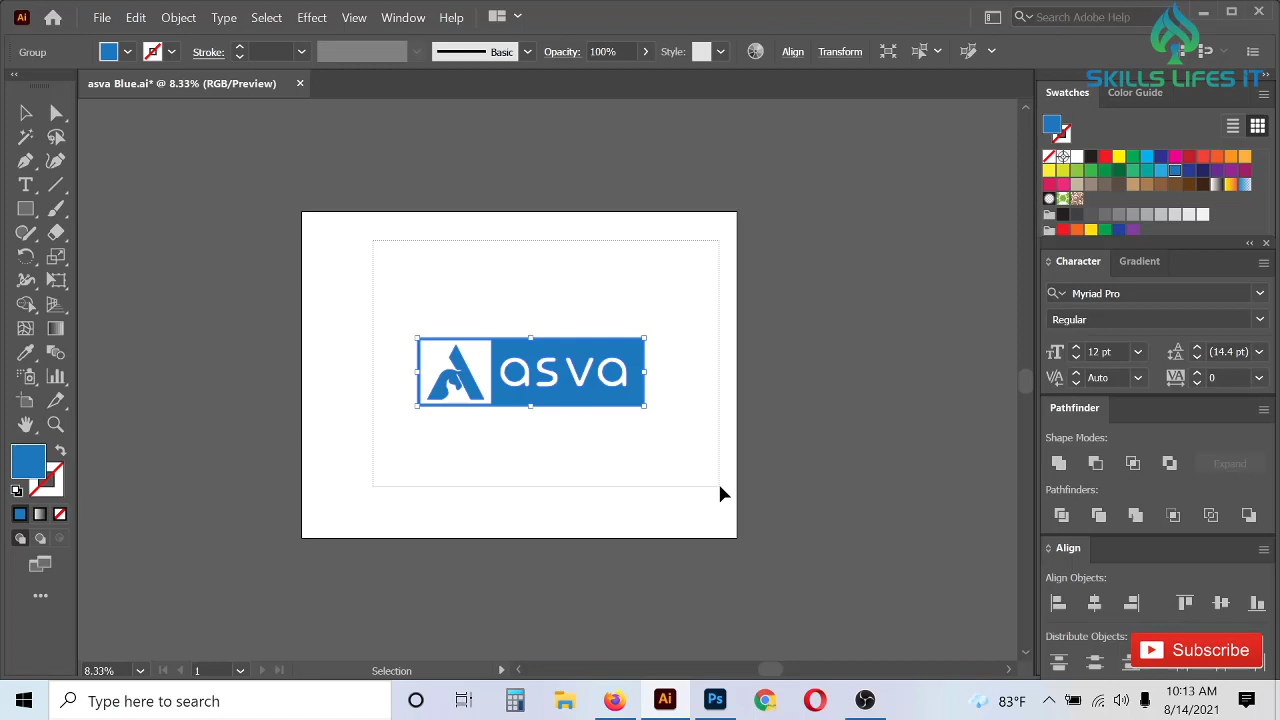 Ai File Edit Object Type Select Effect View Window Help Search Adobe Help
Group Stroke: Basic Opacity: 100% Style: Align Transform
SKILLS LIFES IT
asva Blue.ai* @ 8.33% (RGB/Preview)
Swatches Color Guide
asva
Character Gradient
Myriad Pro
Regular
12 pt (14.4 pt)
Auto 0
Pathfinder
Shape Modes:
Expand
Pathfinders:
Align
Align Objects:
Distribute Objects:
Subscribe
8.33% 1 Selection
Type here to search Ai Ps 83°F 10:13 AM
8/14/2021